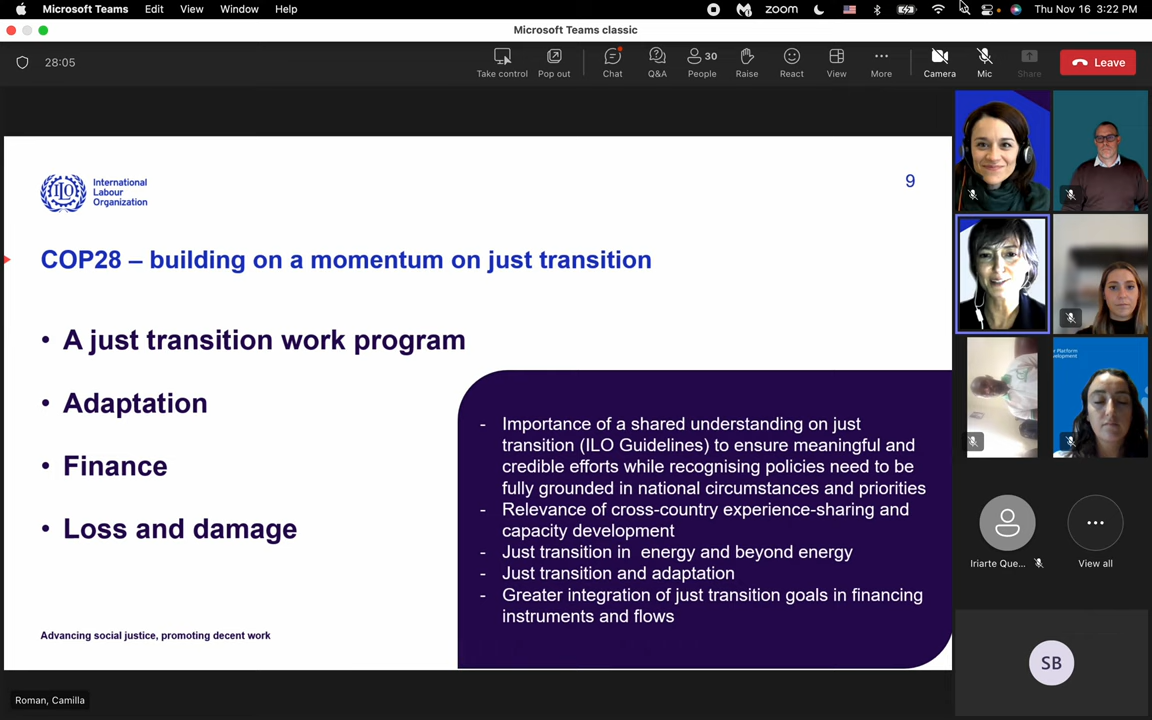 Microsoft Teams Edit View Window Help
zoom
Thu Nov 16 3:22 PM
Microsoft Teams classic
28:05
Take control
Pop out
Chat
Q&A
30
People
Raise
React
View
More
Camera
Mic
Share
Leave
ILO
International
Labour
Organization
9
COP28 – building on a momentum on just transition
• A just transition work program
• Adaptation
• Finance
• Loss and damage
- Importance of a shared understanding on just
transition (ILO Guidelines) to ensure meaningful and
credible efforts while recognising policies need to be
fully grounded in national circumstances and priorities
- Relevance of cross-country experience-sharing and
capacity development
- Just transition in energy and beyond energy
- Just transition and adaptation
- Greater integration of just transition goals in financing
instruments and flows
Advancing social justice, promoting decent work
Roman, Camilla
Platform
Iriarte Que...
View all
SB